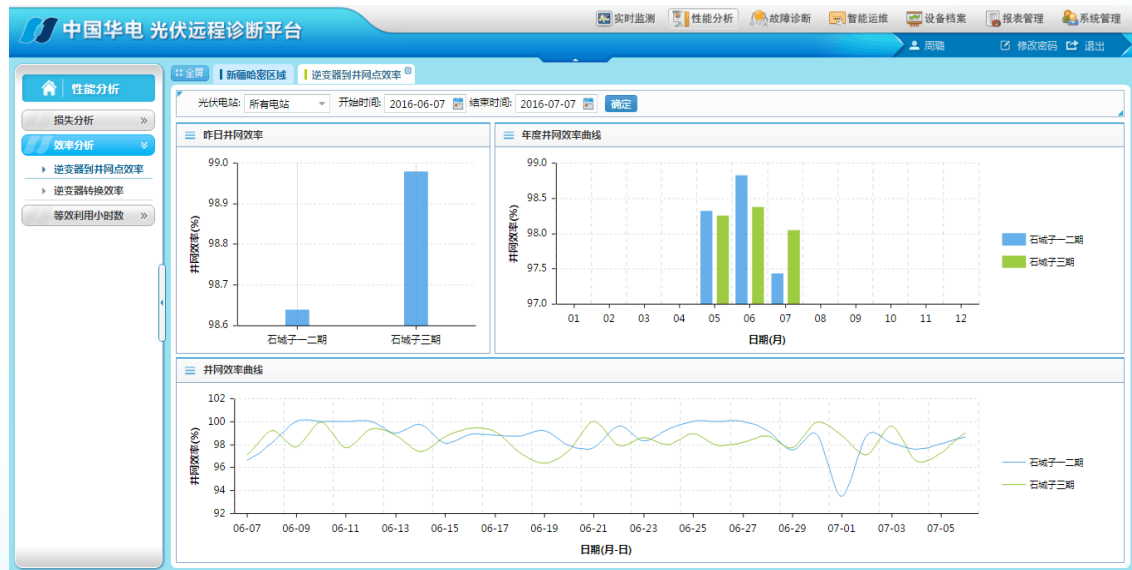 中国华电 光伏远程诊断平台
实时监测 性能分析 故障诊断 智能运维 设备档案 报表管理 系统管理
周璐 修改密码 退出
全屏 新疆哈密区域 逆变器到并网点效率
性能分析
损失分析
效率分析
逆变器到并网点效率
逆变器转换效率
等效利用小时数
光伏电站: 所有电站 开始时间: 2016-06-07 结束时间: 2016-07-07 确定
昨日并网效率
99.0
98.9
98.8
98.7
98.6
并网效率(%)
石城子一二期 石城子三期
年度并网效率曲线
99.0
98.5
98.0
97.5
97.0
并网效率(%)
01 02 03 04 05 06 07 08 09 10 11 12
日期(月)
石城子一二期
石城子三期
并网效率曲线
102
100
98
96
94
92
并网效率(%)
06-07 06-09 06-11 06-13 06-15 06-17 06-19 06-21 06-23 06-25 06-27 06-29 07-01 07-03 07-05
日期(月-日)
石城子一二期
石城子三期